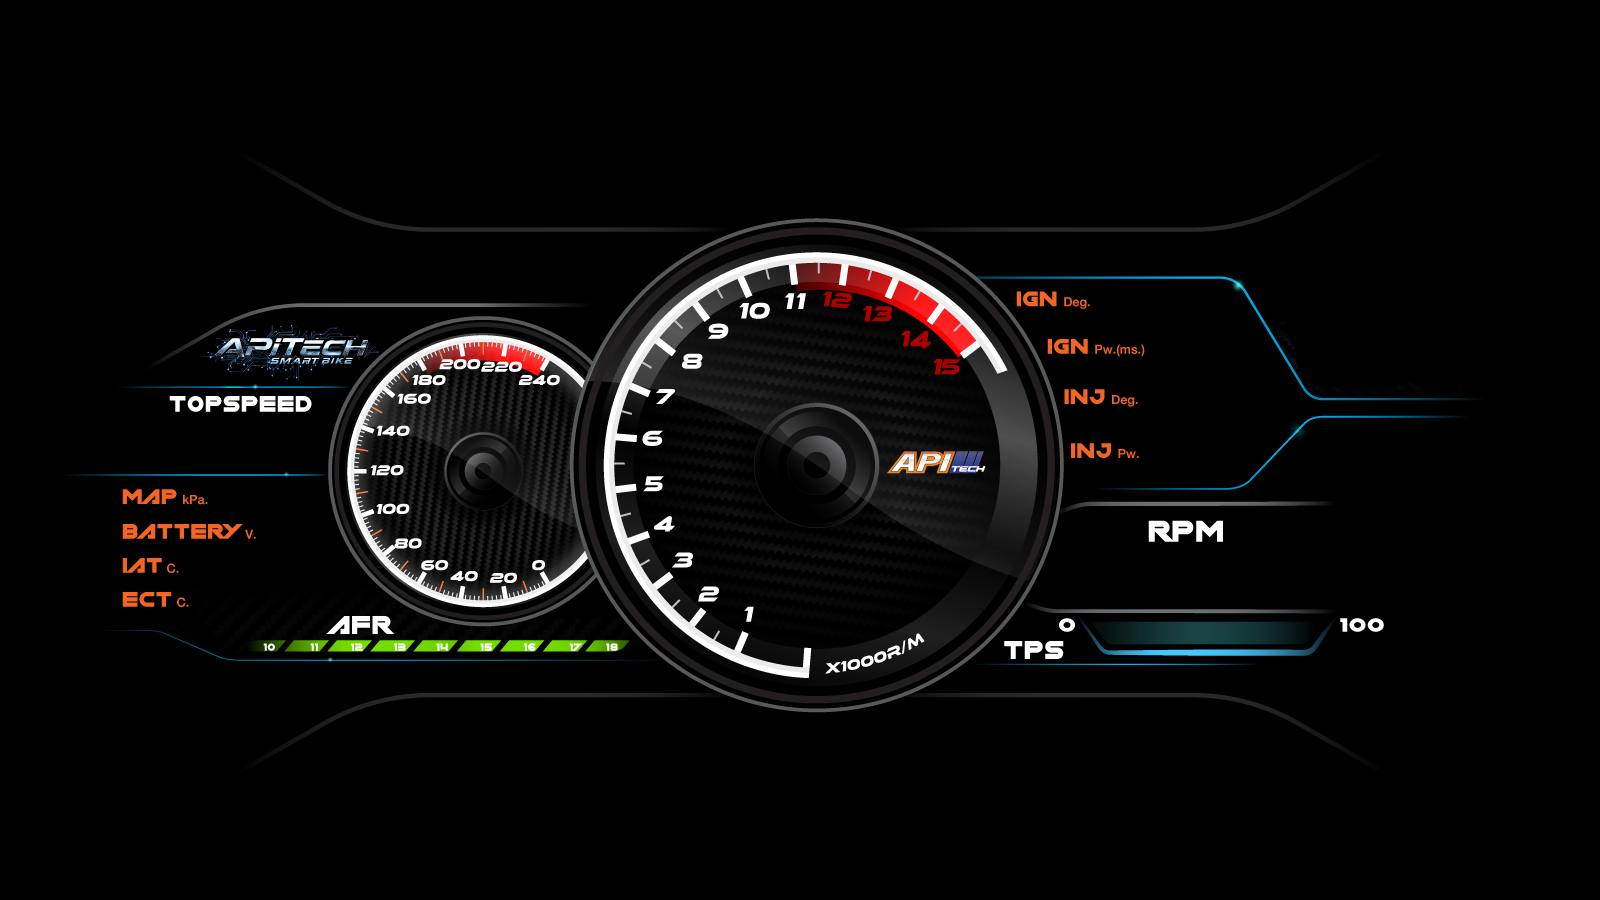 APiTECH
SMART BIKE
TOPSPEED
MAP kPa.
BATTERY V.
IAT C.
ECT C.
AFR
10 11 12 13 14 15 16 17 18
0
20
40
60
80
100
120
140
160
180
200
220
240
1
2
3
4
5
6
7
8
9
10
11
12
13
14
15
X1000R/M
API
TECH
IGN Deg.
IGN Pw.(ms.)
INJ Deg.
INJ Pw.
RPM
0 100
TPS